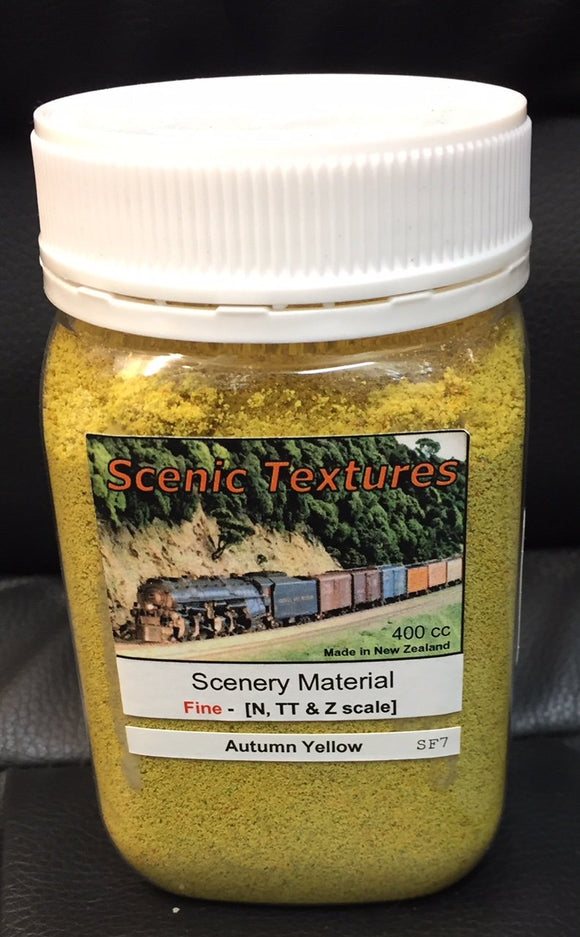 Scenic Textures
400 cc
Made in New Zealand
Scenery Material
Fine - [N, TT & Z scale]
Autumn Yellow SF7